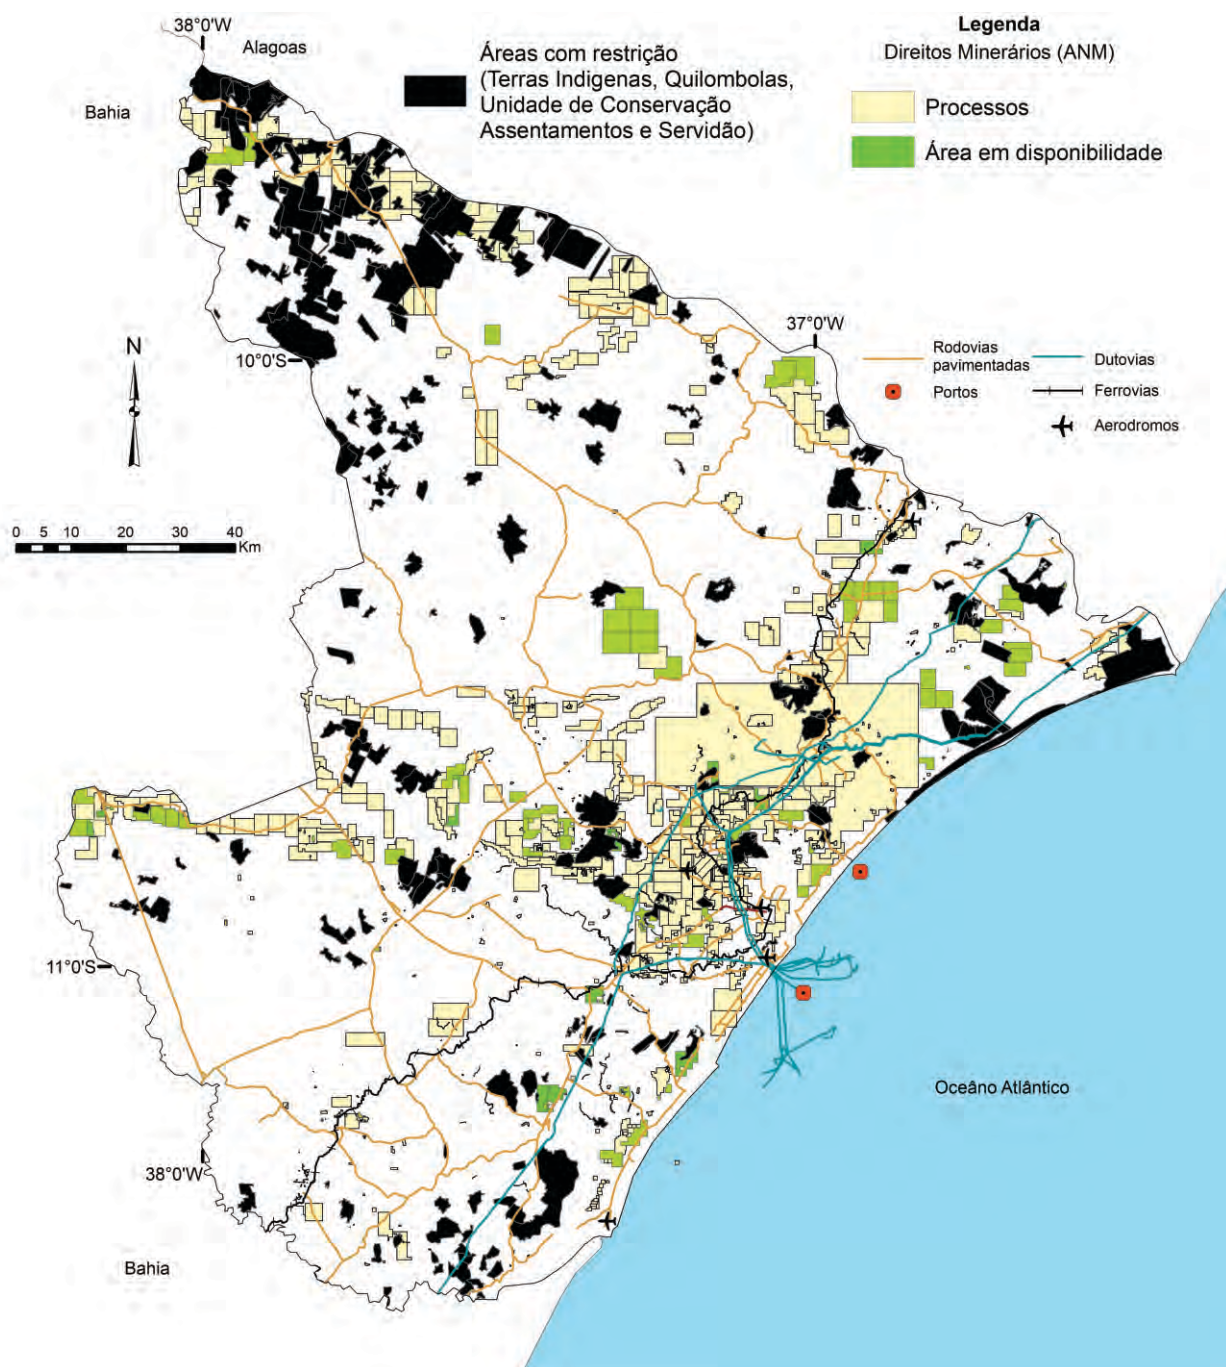 38°0'W
Alagoas
Bahia
Áreas com restrição
(Terras Indigenas, Quilombolas,
Unidade de Conservação
Assentamentos e Servidão)
Legenda
Direitos Minerários (ANM)
Processos
Área em disponibilidade
37°0'W
N
10°0'S
Rodovias
pavimentadas
Dutovias
Portos
Ferrovias
Aerodromos
0 5 10 20 30 40
Km
11°0'S
Oceâno Atlântico
38°0'W
Bahia